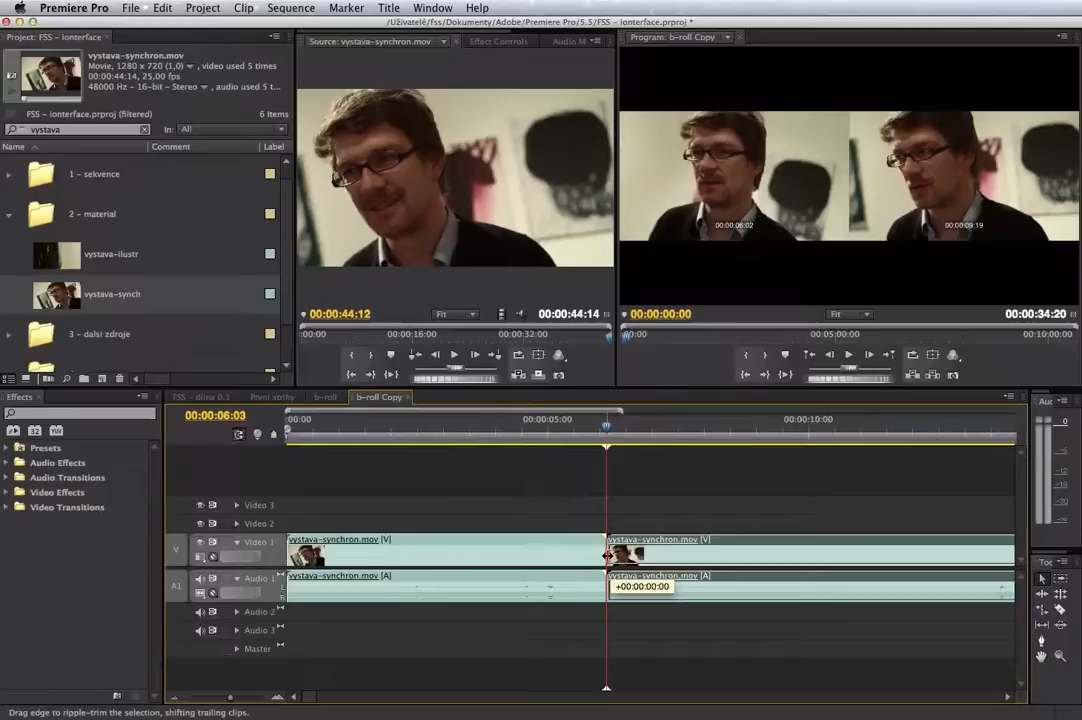 Premiere Pro File Edit Project Clip Sequence Marker Title Window Help
/Uživatelé/fss/Dokumenty/Adobe/Premiere Pro/5.5/FSS - ionterface.prproj *
Project: FSS - ionterface
Source: vystava-synchron.mov Effect Controls Audio M
Program: b-roll Copy
vystava-synchron.mov
Movie, 1280 x 720 (1,0) , video used 5 times
00:00:44:14, 25,00 fps
48000 Hz - 16-bit - Stereo , audio used 5 t...
FSS - ionterface.prproj (filtered) 6 Items
vystava In: All
Name Comment Label
1 - sekvence
2 - material
vystava-ilustr
vystava-synch
3 - dalsi zdroje
00:00:06:02 00:00:09:19
00:00:44:12 Fit 00:00:44:14
:00:00 00:00:16:00 00:00:32:00
00:00:00:00 Fit 00:00:34:20
00:00 00:05:00:00 00:10:00:00
Effects
FSS - dilna 0.1 Prvni strihy b-roll b-roll Copy
00:00:06:03
:00:00 00:00:05:00 00:00:10:00
Presets
Audio Effects
Audio Transitions
Video Effects
Video Transitions
Video 3
Video 2
V Video 1
vystava-synchron.mov [V] vystava-synchron.mov [V]
A1 Audio 1
L
R
vystava-synchron.mov [A] vystava-synchron.mov [A]
+00:00:00:00
Audio 2
Audio 3
Master
Auc
0
-6
-12
-18
Too
Drag edge to ripple-trim the selection, shifting trailing clips.